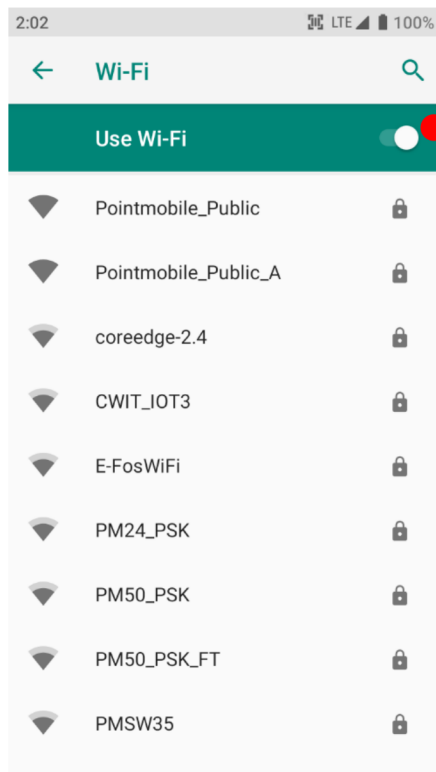 2:02 LTE 100%
Wi-Fi
Use Wi-Fi
Pointmobile_Public
Pointmobile_Public_A
coreedge-2.4
CWIT_IOT3
E-FosWiFi
PM24_PSK
PM50_PSK
PM50_PSK_FT
PMSW35